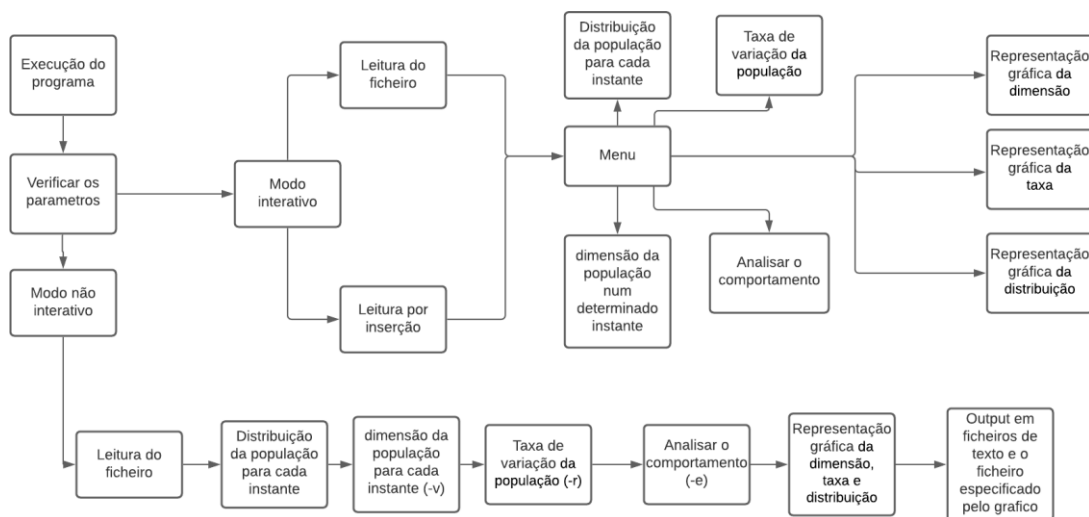 Execução do
programa
Verificar os
parametros
Modo não
interativo
Modo
interativo
Leitura do
ficheiro
Leitura por
inserção
Distribuição
da população
para cada
instante
Taxa de
variação da
população
Menu
dimensão da
população
num
determinado
instante
Analisar o
comportamento
Representação
gráfica da
dimensão
Representação
gráfica da
taxa
Representação
gráfica da
distribuição
Leitura do
ficheiro
Distribuição
da população
para cada
instante
dimensão da
população
para cada
instante (-v)
Taxa de
variação da
população (-r)
Analisar o
comportamento
(-e)
Representação
gráfica da
dimensão,
taxa e
distribuição
Output em
ficheiros de
texto e o
ficheiro
especificado
pelo grafico